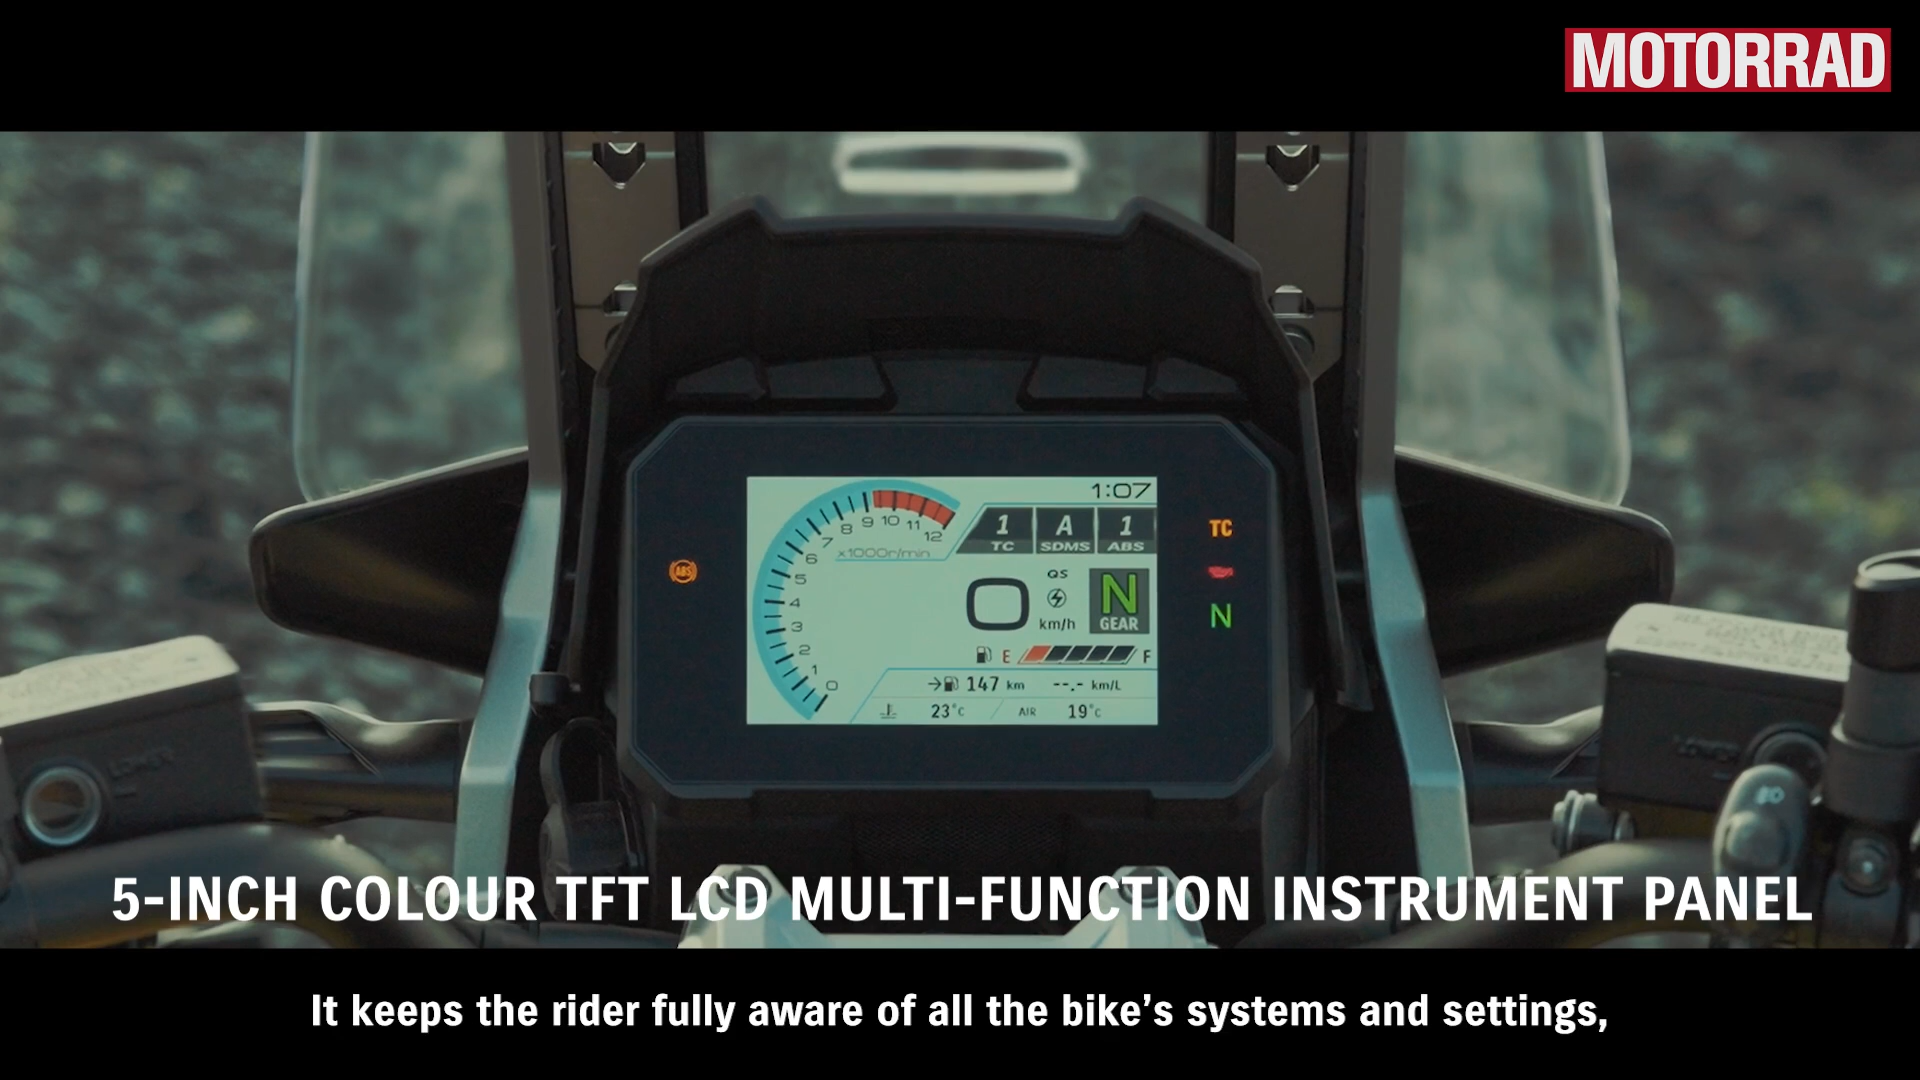 MOTORRAD
1:07
1 A 1
TC SDMS ABS
0 1 2 3 4 5 6 7 8 9 10 11 12
x1000r/min
ABS
TC
QS
0 km/h
N
GEAR
N
E F
147 km --.- km/L
23°C AIR 19°C
LOWER
5-INCH COLOUR TFT LCD MULTI-FUNCTION INSTRUMENT PANEL
It keeps the rider fully aware of all the bike's systems and settings,